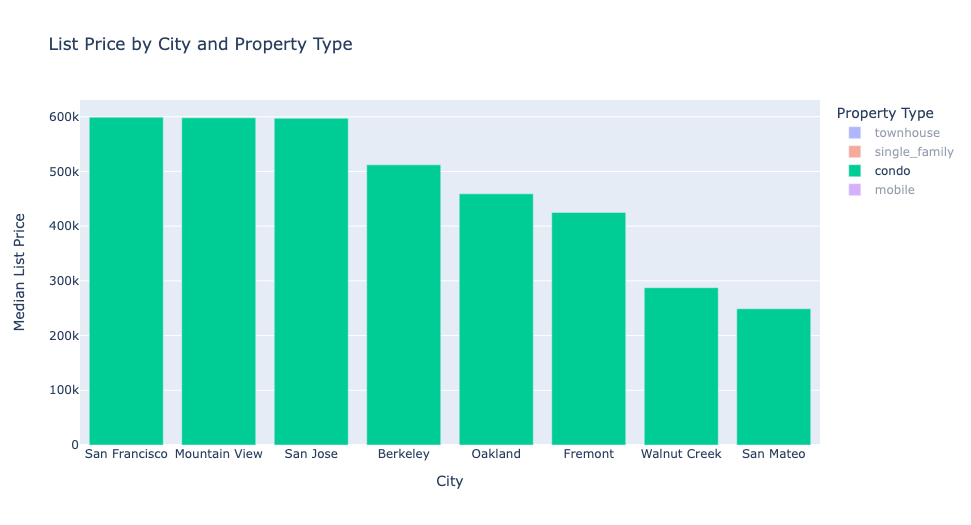 List Price by City and Property Type
Property Type
townhouse
single_family
condo
mobile
Median List Price
600k
500k
400k
300k
200k
100k
0
San Francisco Mountain View San Jose Berkeley Oakland Fremont Walnut Creek San Mateo
City